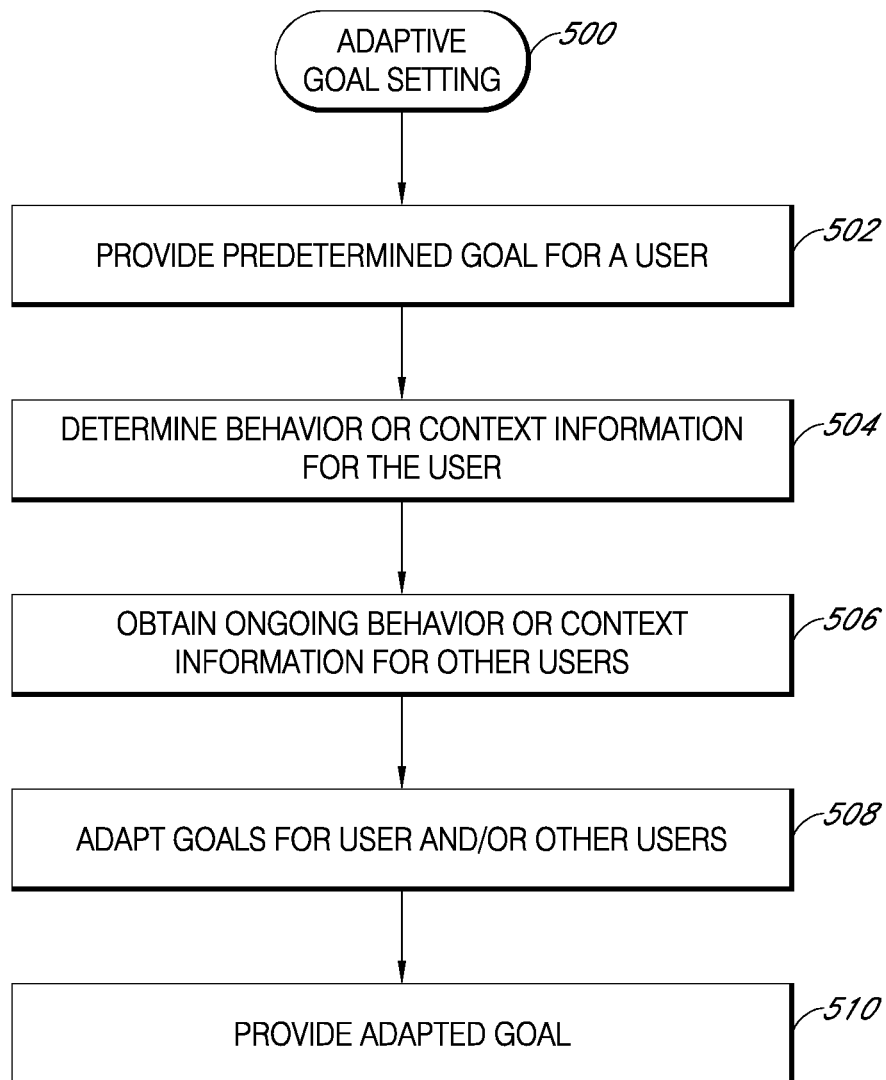 ADAPTIVE
GOAL SETTING
500
PROVIDE PREDETERMINED GOAL FOR A USER
502
DETERMINE BEHAVIOR OR CONTEXT INFORMATION
FOR THE USER
504
OBTAIN ONGOING BEHAVIOR OR CONTEXT
INFORMATION FOR OTHER USERS
506
ADAPT GOALS FOR USER AND/OR OTHER USERS
508
PROVIDE ADAPTED GOAL
510